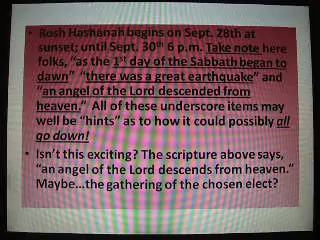 • Rosh Hashanah begins on Sept. 28th at
sunset; until Sept. 30th 6 p.m. Take note here
folks, "as the 1st day of the Sabbath began to
dawn" "there was a great earthquake" and
"an angel of the Lord descended from
heaven." All of these underscore items may
well be "hints" as to how it could possibly all
go down!
• Isn't this exciting? The scripture above says,
"an angel of the Lord descends from heaven."
Maybe...the gathering of the chosen elect?